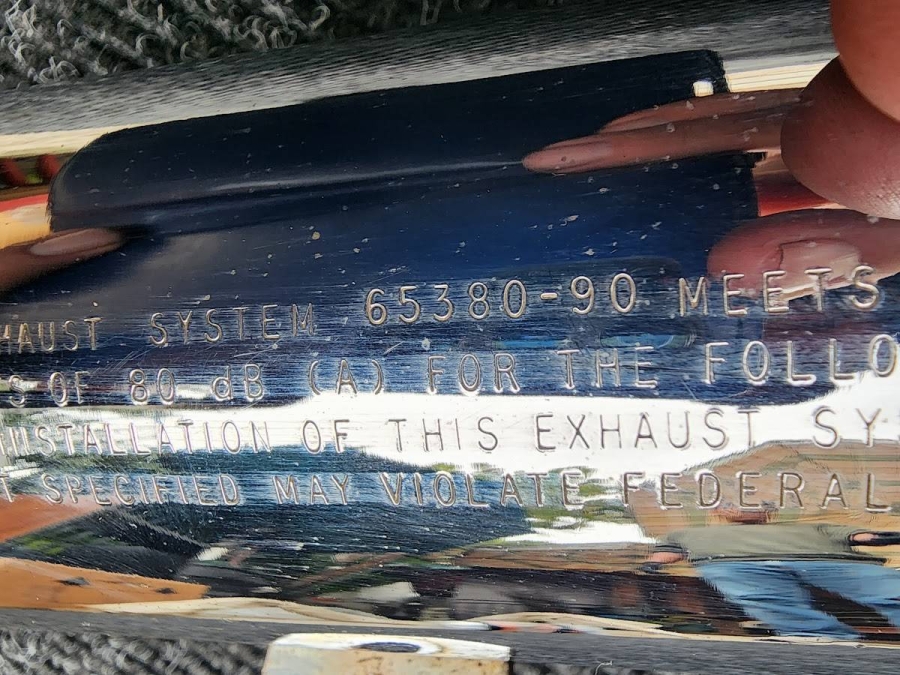 HAUST SYSTEM 65380-90 MEETS
S OF 80 dB (A) FOR THE FOLLO
INSTALLATION OF THIS EXHAUST SY
T SPECIFIED MAY VIOLATE FEDERAL